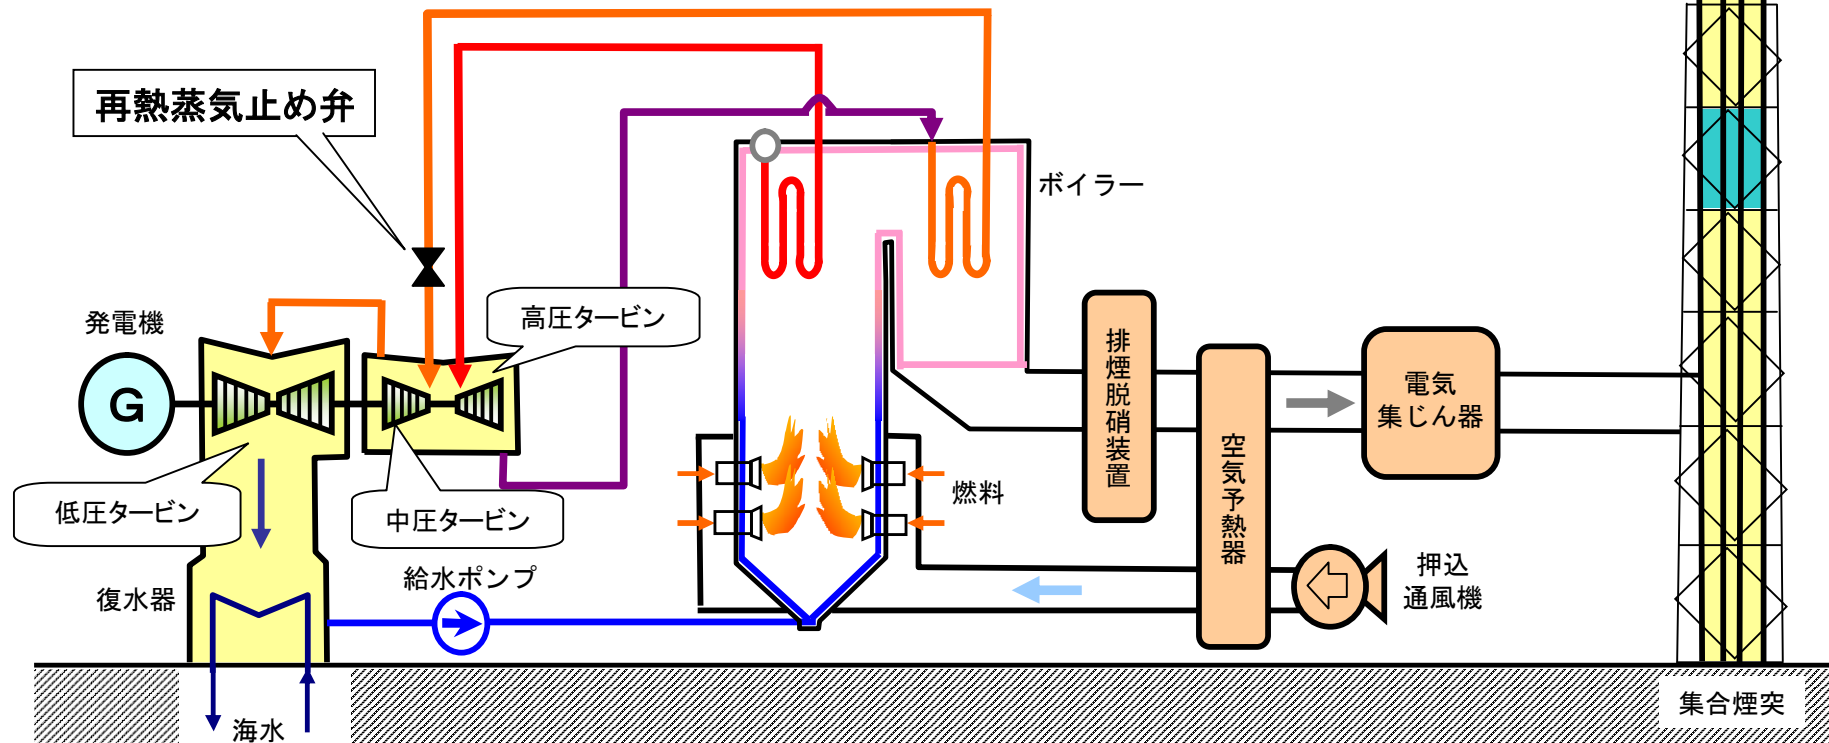 再熱蒸気止め弁
ボイラー
発電機
高圧タービン
G
低圧タービン
中圧タービン
復水器
給水ポンプ
海水
燃料
排煙脱硝装置
空気予熱器
電気
集じん器
押込
通風機
集合煙突